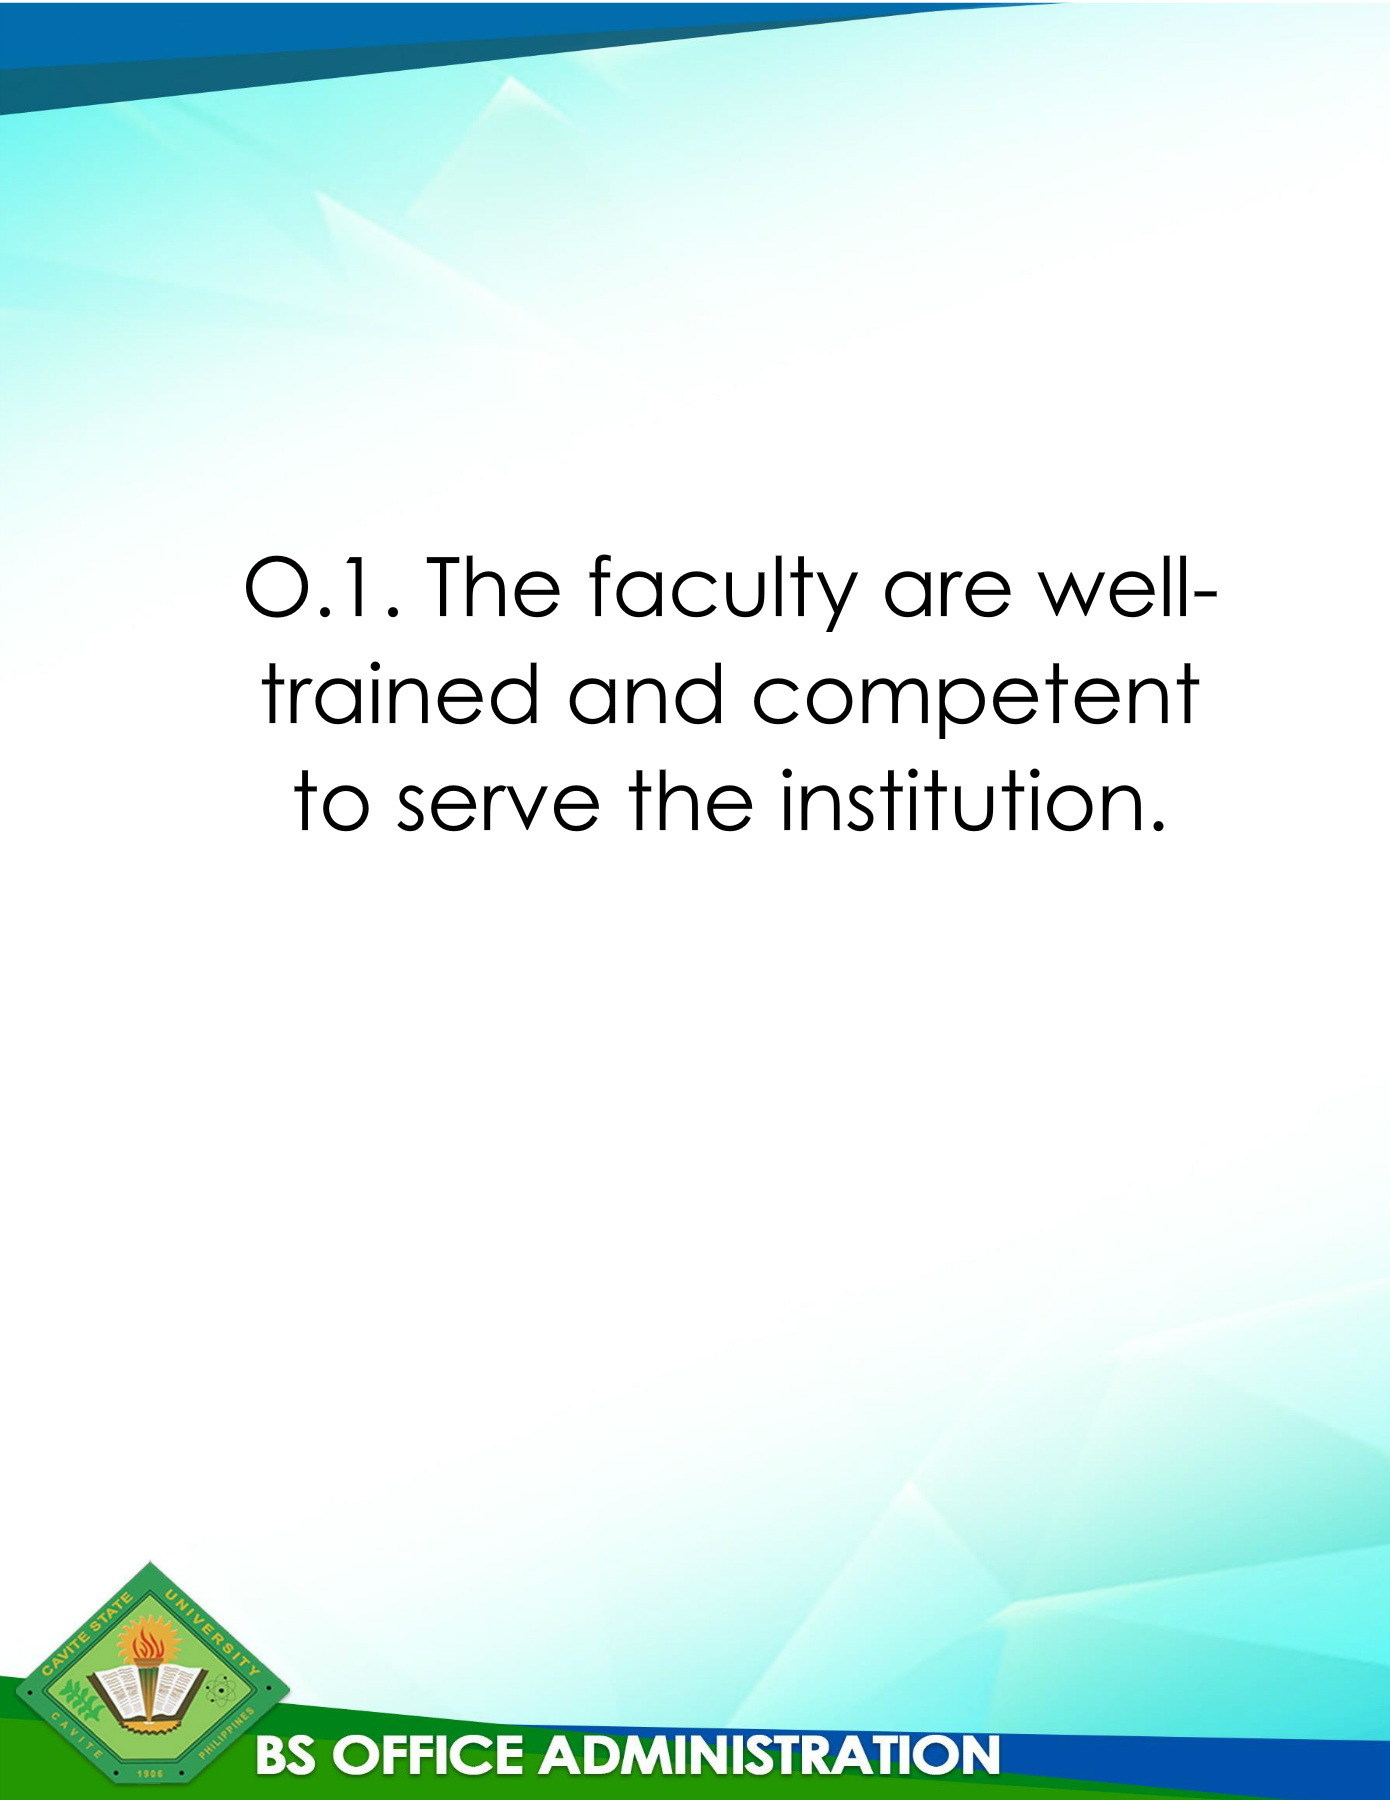 O.1. The faculty are well-
trained and competent
to serve the institution.
CAVITE STATE UNIVERSITY
CAVITE
PHILIPPINES
1906
BS OFFICE ADMINISTRATION